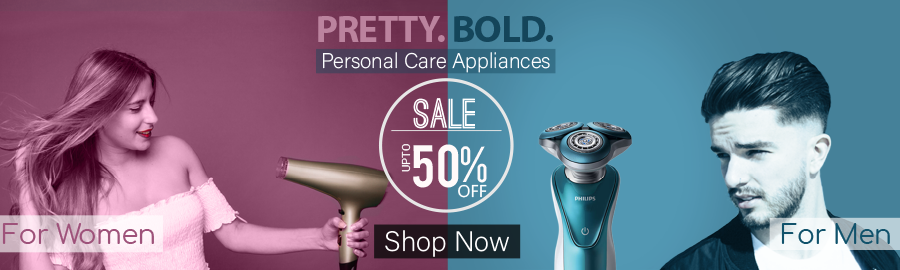 PRETTY. BOLD.
Personal Care Appliances
SALE
UPTO
50%
OFF
PHILIPS
For Women
Shop Now
For Men